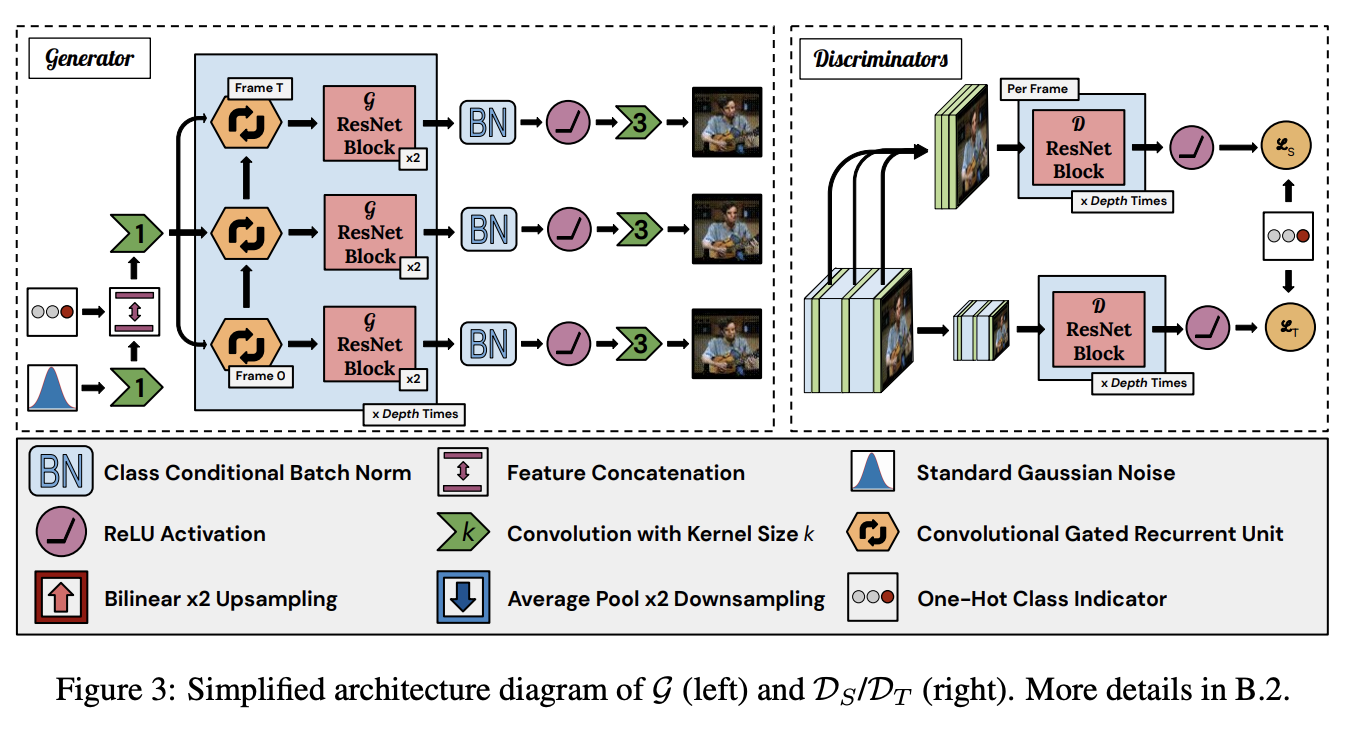 Generator
Frame T
G
ResNet
Block
x2
BN
3
1
G
ResNet
Block
x2
BN
3
1
G
ResNet
Block
x2
BN
3
Frame 0
x Depth Times
Discriminators
Per Frame
D
ResNet
Block
x Depth Times
ℒS
D
ResNet
Block
x Depth Times
ℒT
BN Class Conditional Batch Norm
Feature Concatenation
Standard Gaussian Noise
ReLU Activation
k Convolution with Kernel Size k
Convolutional Gated Recurrent Unit
Bilinear x2 Upsampling
Average Pool x2 Downsampling
One-Hot Class Indicator
Figure 3: Simplified architecture diagram of 𝒢 (left) and 𝒟S/𝒟T (right). More details in B.2.